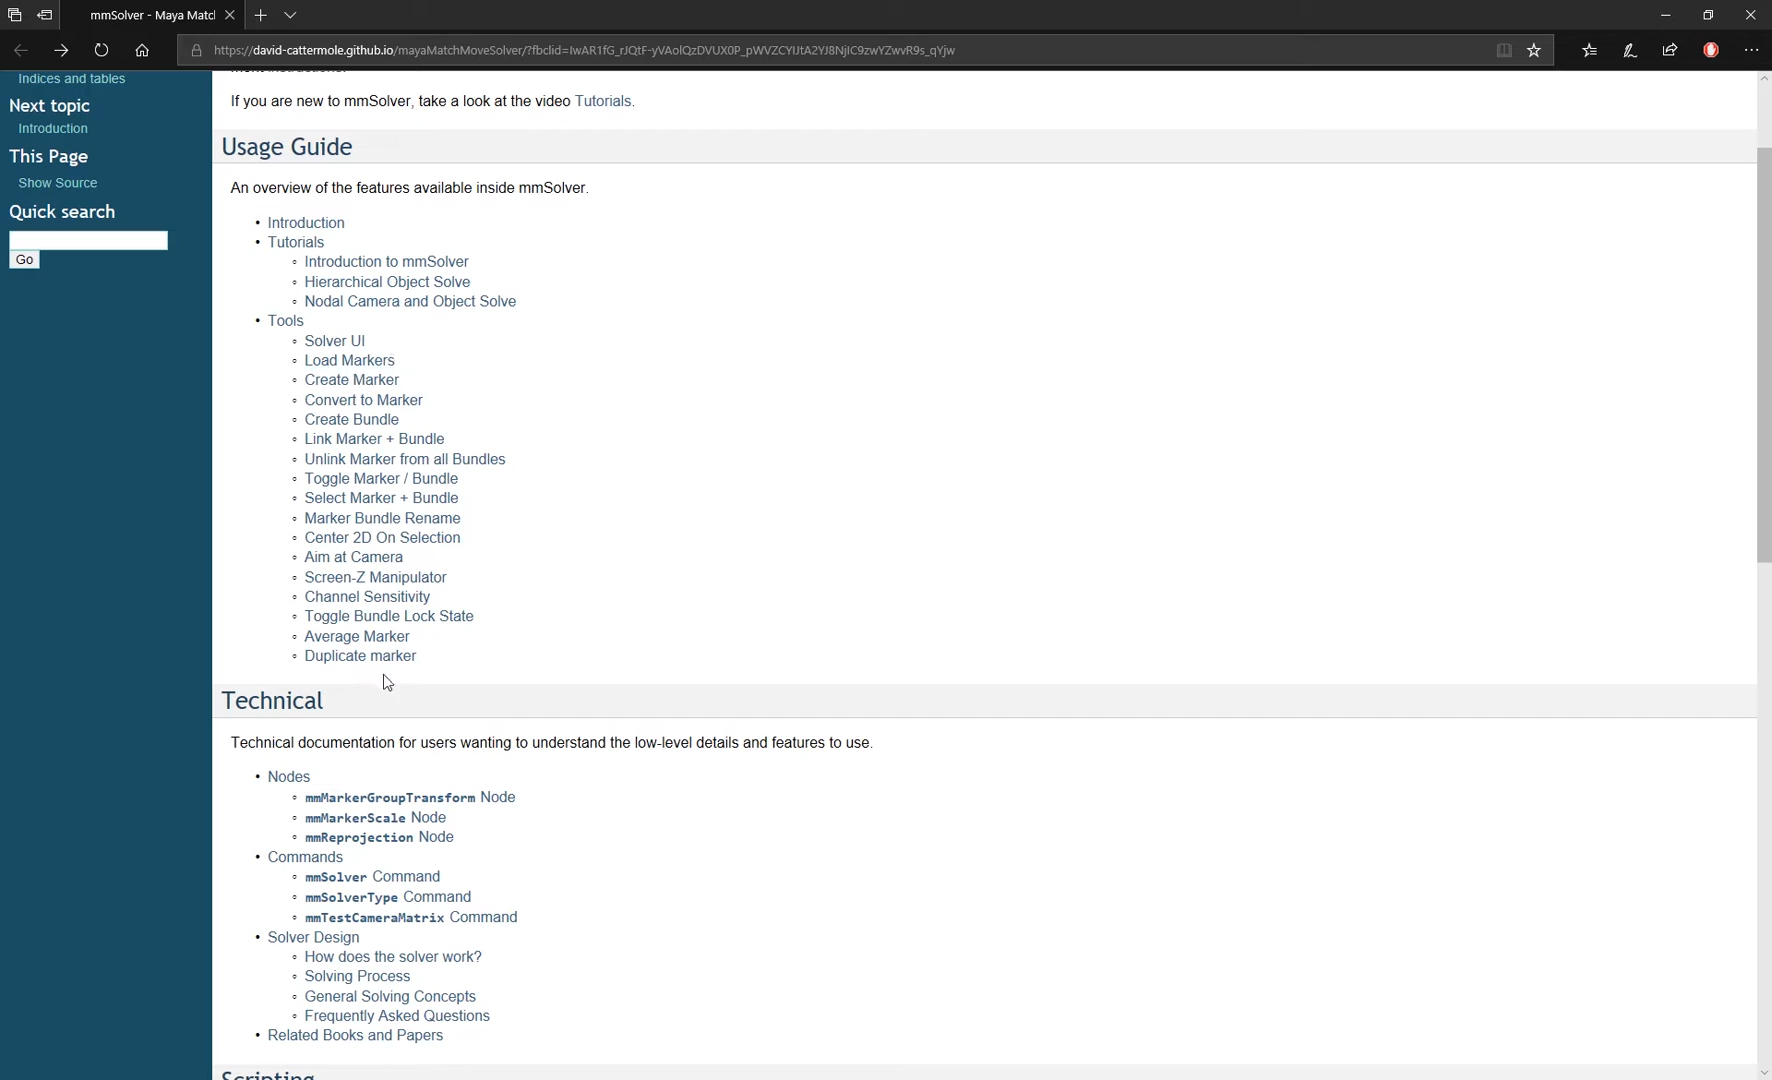 mmSolver - Maya Matc
https://david-cattermole.github.io/mayaMatchMoveSolver/?fbclid=IwAR1fG_rJQtF-yVAolQzDVUX0P_pWVZCYlJtA2YJ8NjlC9zwYZwvR9s_qYjw
Indices and tables
Next topic
Introduction
This Page
Show Source
Quick search
Go
If you are new to mmSolver, take a look at the video Tutorials.
Usage Guide
An overview of the features available inside mmSolver.
• Introduction
• Tutorials
◦ Introduction to mmSolver
◦ Hierarchical Object Solve
◦ Nodal Camera and Object Solve
• Tools
◦ Solver UI
◦ Load Markers
◦ Create Marker
◦ Convert to Marker
◦ Create Bundle
◦ Link Marker + Bundle
◦ Unlink Marker from all Bundles
◦ Toggle Marker / Bundle
◦ Select Marker + Bundle
◦ Marker Bundle Rename
◦ Center 2D On Selection
◦ Aim at Camera
◦ Screen-Z Manipulator
◦ Channel Sensitivity
◦ Toggle Bundle Lock State
◦ Average Marker
◦ Duplicate marker
Technical
Technical documentation for users wanting to understand the low-level details and features to use.
• Nodes
◦ mmMarkerGroupTransform Node
◦ mmMarkerScale Node
◦ mmReprojection Node
• Commands
◦ mmSolver Command
◦ mmSolverType Command
◦ mmTestCameraMatrix Command
• Solver Design
◦ How does the solver work?
◦ Solving Process
◦ General Solving Concepts
◦ Frequently Asked Questions
• Related Books and Papers
Scripting